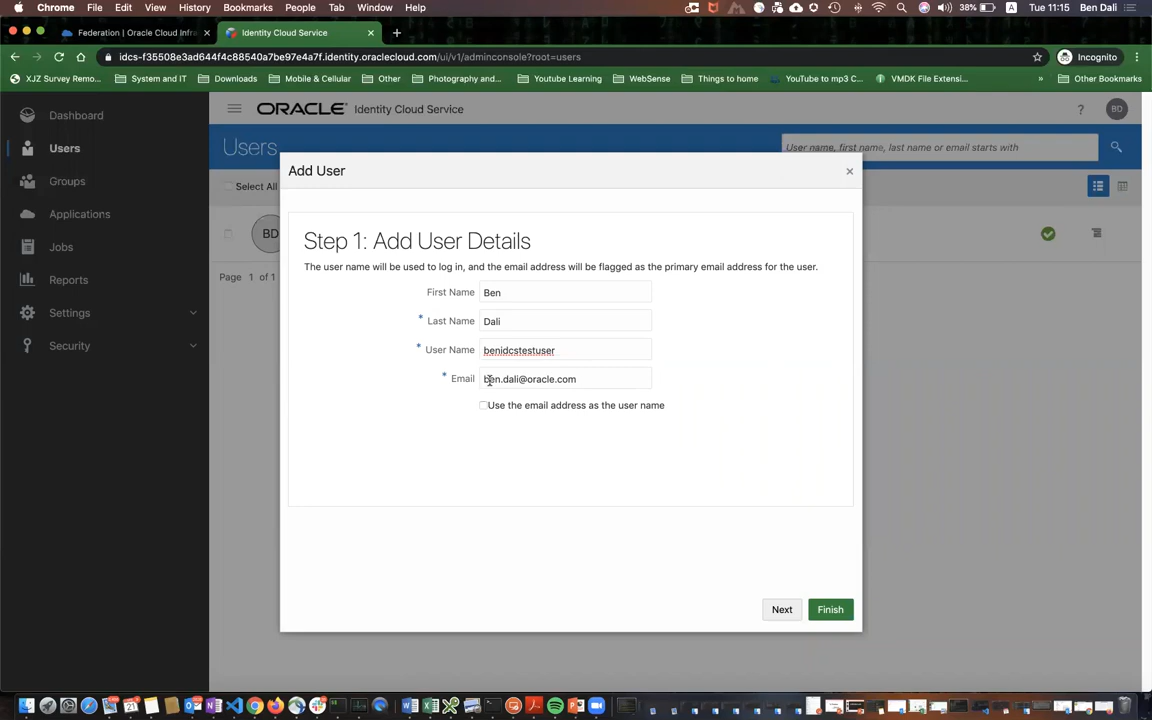 Chrome File Edit View History Bookmarks People Tab Window Help 38% A Tue 11:15 Ben Dali
Federation | Oracle Cloud Infra
Identity Cloud Service
idcs-f35508e3ad644f4c88540a7be97e4a7f.identity.oraclecloud.com/ui/v1/adminconsole?root=users
Incognito
XJZ Survey Remo... System and IT Downloads Mobile & Cellular Other Photography and... Youtube Learning WebSense Things to home YouTube to mp3 C... VMDK File Extensi... » Other Bookmarks
Dashboard
Users
Groups
Applications
Jobs
Reports
Settings
Security
ORACLE® Identity Cloud Service
? BD
Users
User name, first name, last name or email starts with
Select All
BD
Page 1 of 1
Add User
Step 1: Add User Details
The user name will be used to log in, and the email address will be flagged as the primary email address for the user.
First Name Ben
* Last Name Dali
* User Name benidcstestuser
* Email ben.dali@oracle.com
Use the email address as the user name
Next Finish